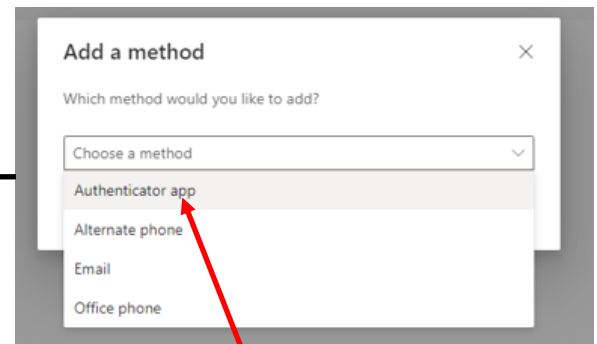 Add a method
Which method would you like to add?
Choose a method
Authenticator app
Alternate phone
Email
Office phone